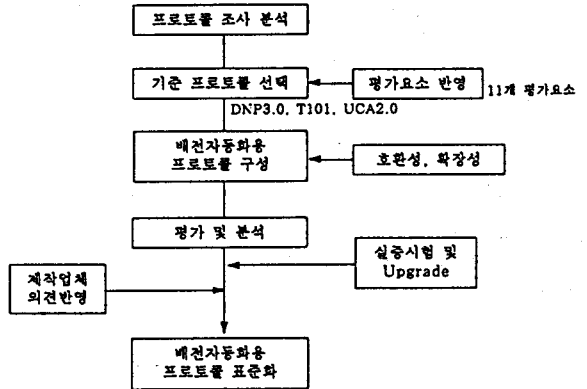 프로토콜 조사 분석
기준 프로토콜 선택
평가요소 반영
11개 평가요소
DNP3.0, T101, UCA2.0
배전자동화용
프로토콜 구성
호환성, 확장성
평가 및 분석
실증시험 및
Upgrade
제작업체
의견반영
배전자동화용
프로토콜 표준화